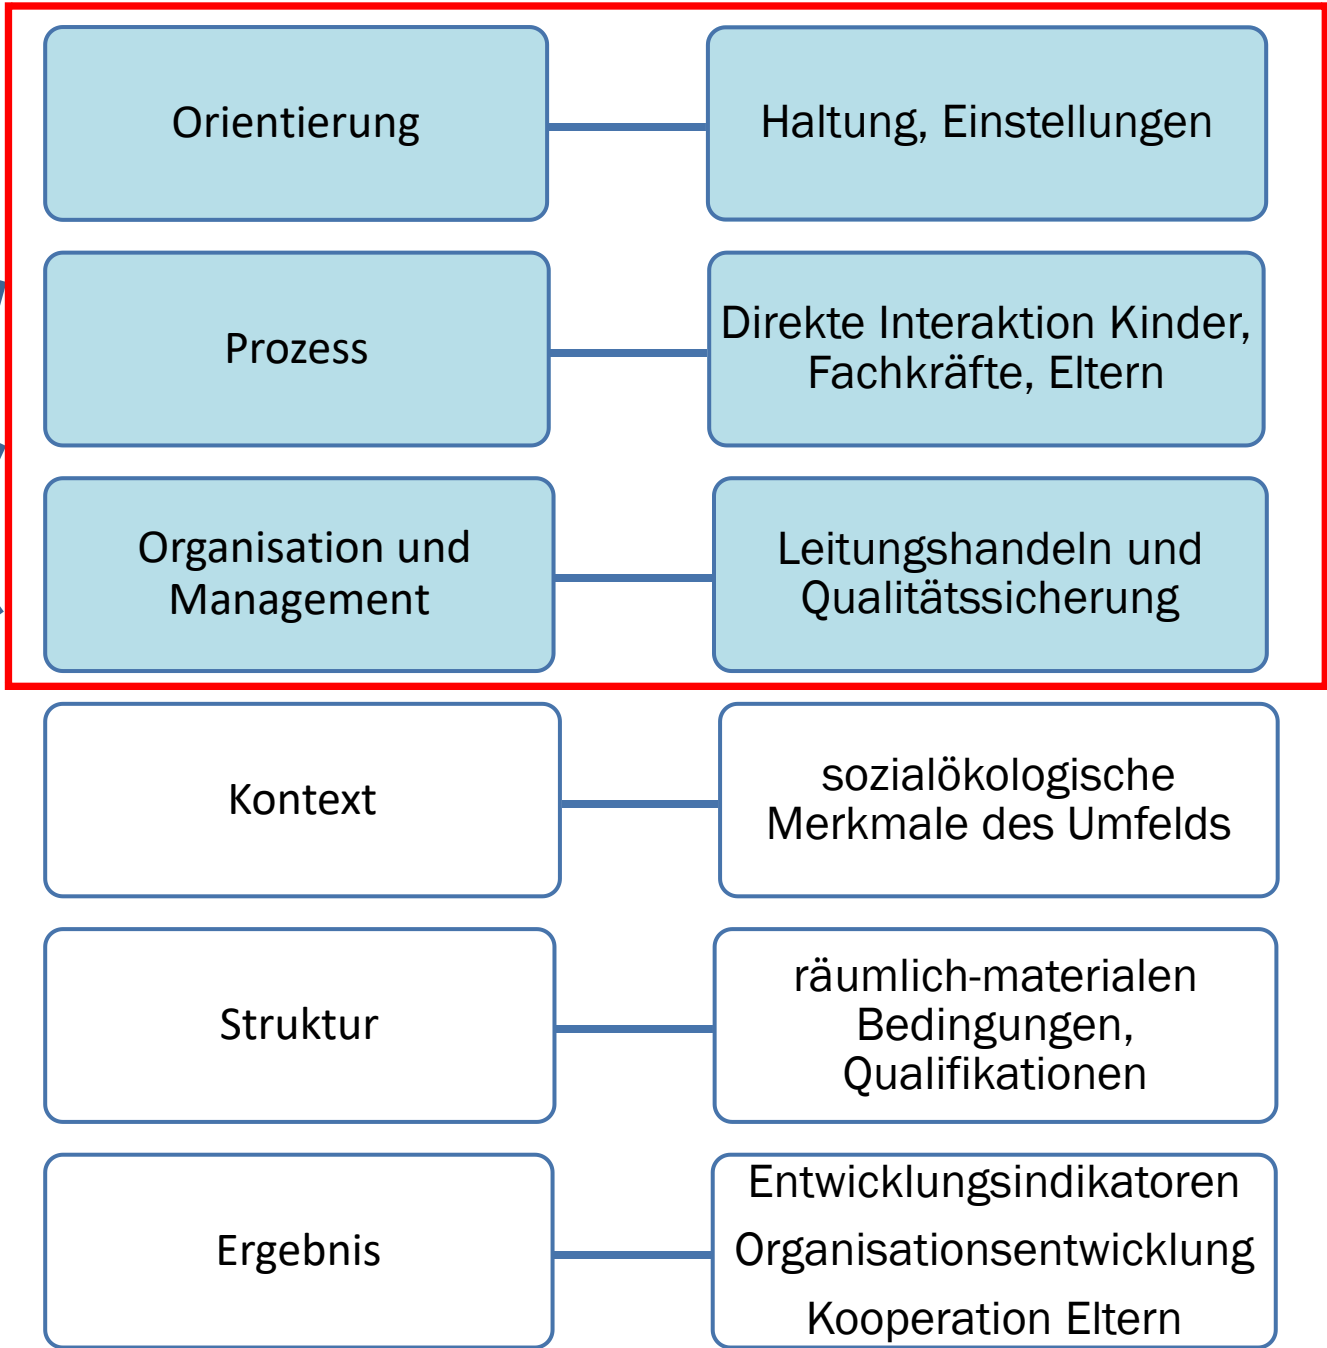 Orientierung
Haltung, Einstellungen
Prozess
Direkte Interaktion Kinder,
Fachkräfte, Eltern
Organisation und
Management
Leitungshandeln und
Qualitätssicherung
Kontext
sozialökologische
Merkmale des Umfelds
Struktur
räumlich-materialen
Bedingungen,
Qualifikationen
Ergebnis
Entwicklungsindikatoren
Organisationsentwicklung
Kooperation Eltern